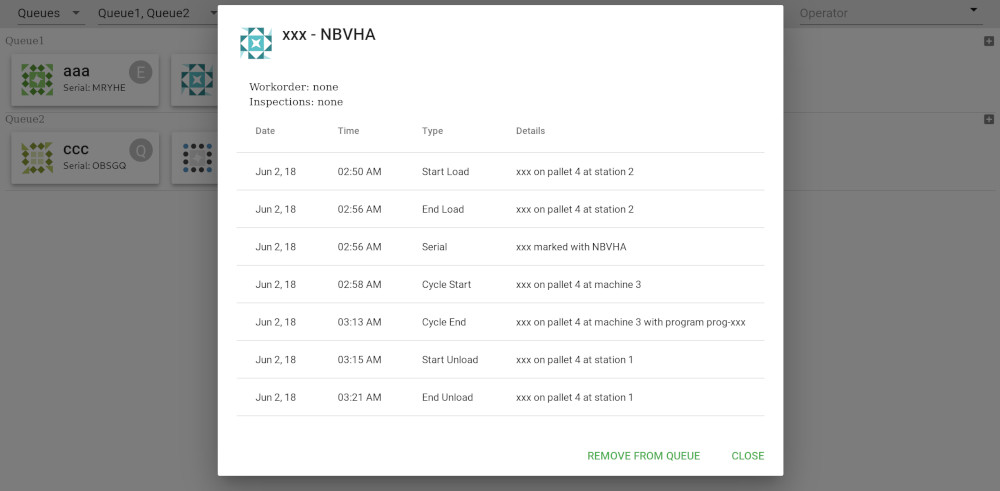 Queues Queue1, Queue2 Operator
xxx - NBVHA
Queue1
aaa E
Serial: MRYHE
Queue2
ccc Q
Serial: OBSGQ
Workorder: none
Inspections: none
Date Time Type Details
Jun 2, 18 02:50 AM Start Load xxx on pallet 4 at station 2
Jun 2, 18 02:56 AM End Load xxx on pallet 4 at station 2
Jun 2, 18 02:56 AM Serial xxx marked with NBVHA
Jun 2, 18 02:58 AM Cycle Start xxx on pallet 4 at machine 3
Jun 2, 18 03:13 AM Cycle End xxx on pallet 4 at machine 3 with program prog-xxx
Jun 2, 18 03:15 AM Start Unload xxx on pallet 4 at station 1
Jun 2, 18 03:21 AM End Unload xxx on pallet 4 at station 1
REMOVE FROM QUEUE CLOSE